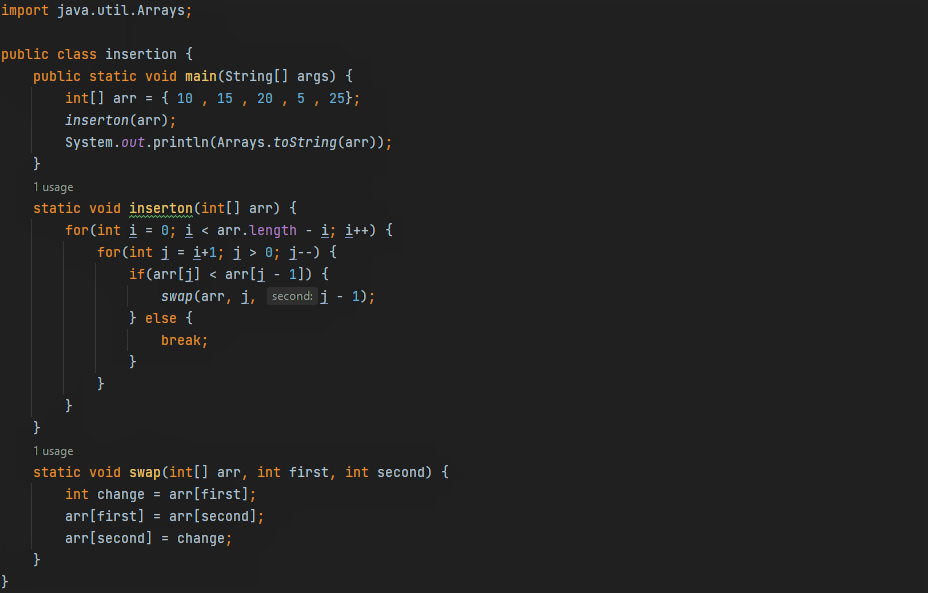 import java.util.Arrays;
public class insertion {
public static void main(String[] args) {
int[] arr = { 10 , 15 , 20 , 5 , 25};
inserton(arr);
System.out.println(Arrays.toString(arr));
}
1 usage
static void inserton(int[] arr) {
for(int i = 0; i < arr.length - i; i++) {
for(int j = i+1; j > 0; j--) {
if(arr[j] < arr[j - 1]) {
swap(arr, j, second: j - 1);
} else {
break;
}
}
}
}
1 usage
static void swap(int[] arr, int first, int second) {
int change = arr[first];
arr[first] = arr[second];
arr[second] = change;
}
}